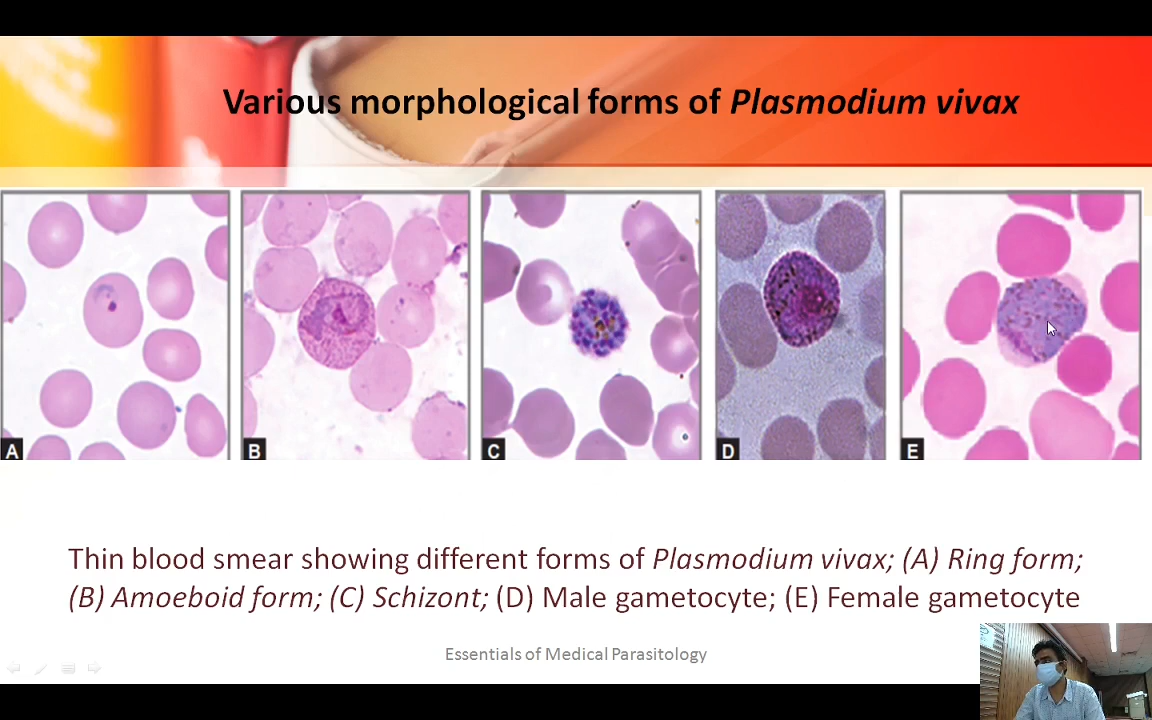 Various morphological forms of Plasmodium vivax
A
B
C
D
E
Thin blood smear showing different forms of Plasmodium vivax; (A) Ring form;
(B) Amoeboid form; (C) Schizont; (D) Male gametocyte; (E) Female gametocyte
Essentials of Medical Parasitology